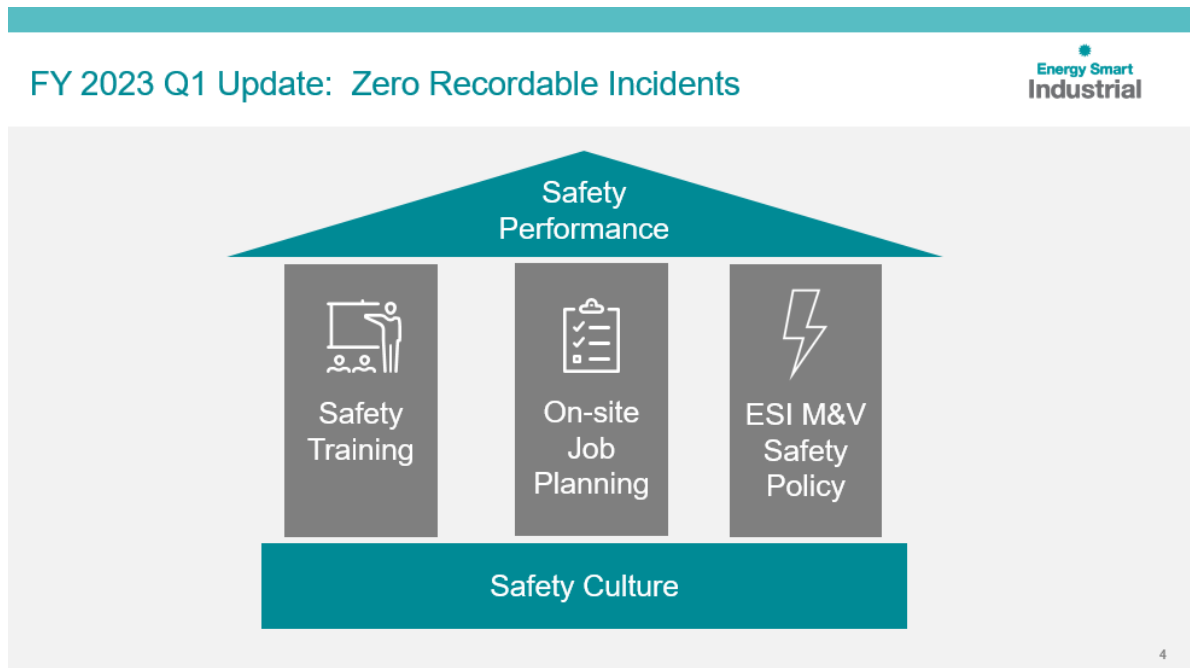 FY 2023 Q1 Update:  Zero Recordable Incidents
Energy Smart
Industrial
Safety
Performance
Safety
Training
On-site
Job
Planning
ESI M&V
Safety
Policy
Safety Culture
4